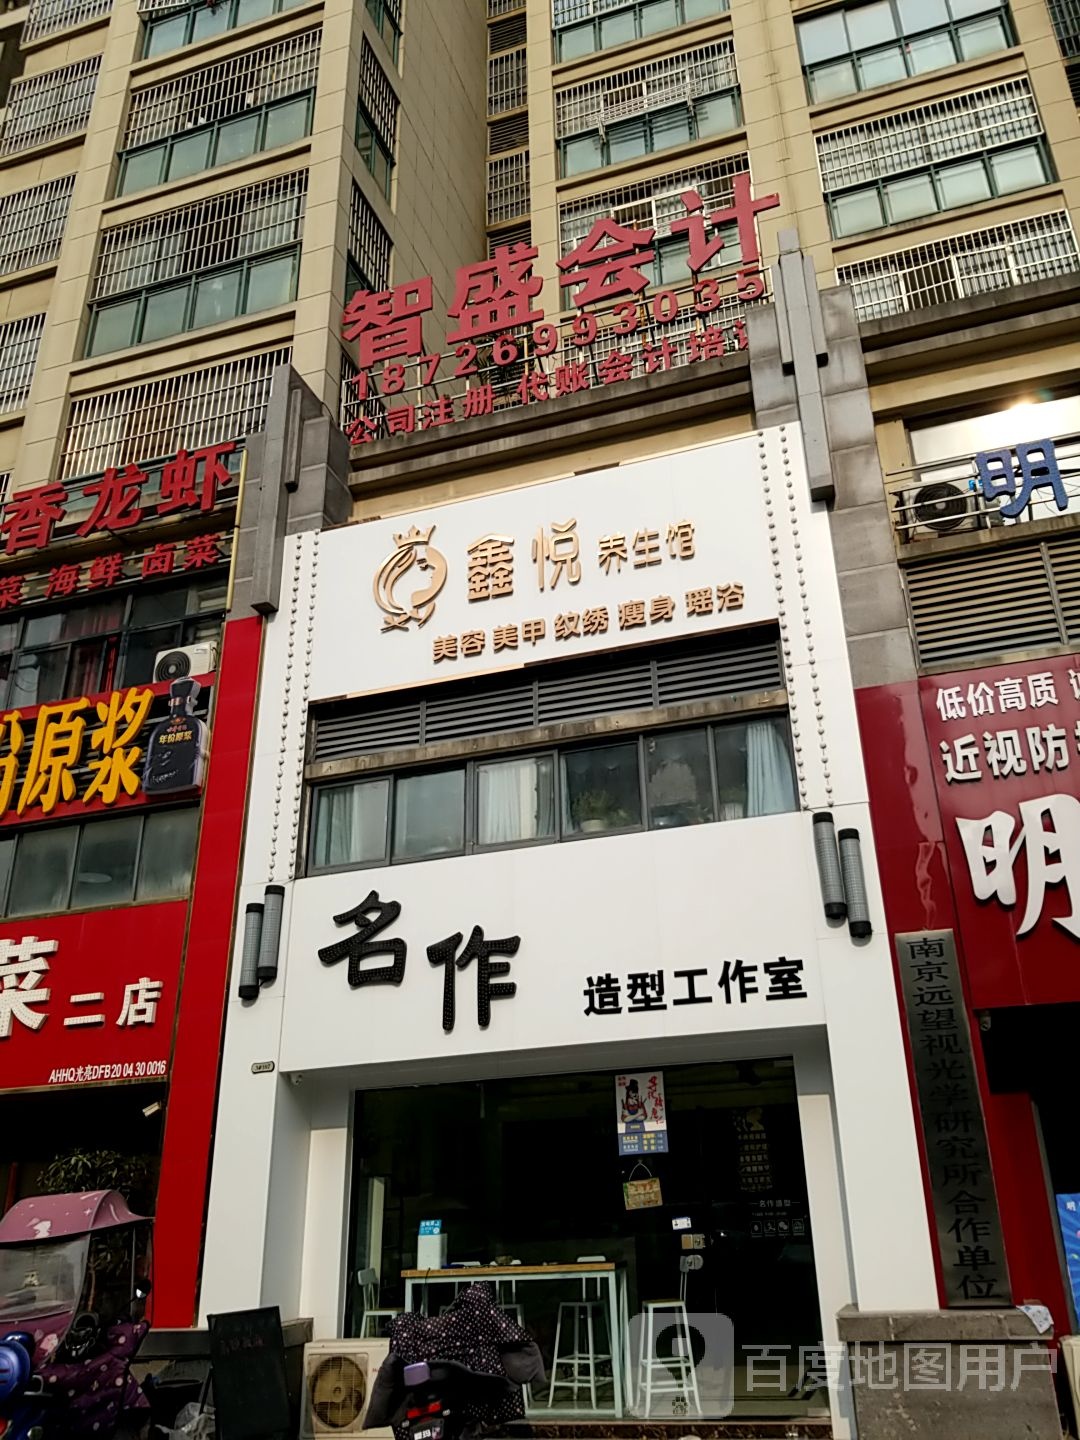 智盛会计
18726993035
公司注册 代账会计培训
香龙虾
菜 海鲜 卤菜
鑫悦 养生馆
美容 美甲 纹绣 瘦身 瑶浴
明
原浆
年份原浆
低价高质
近视防
明
名作 造型工作室
菜二店
AHHQ光亮DFB20 04 30 0016
南京远望视光学研究所合作单位
名作造型
百度地图用户